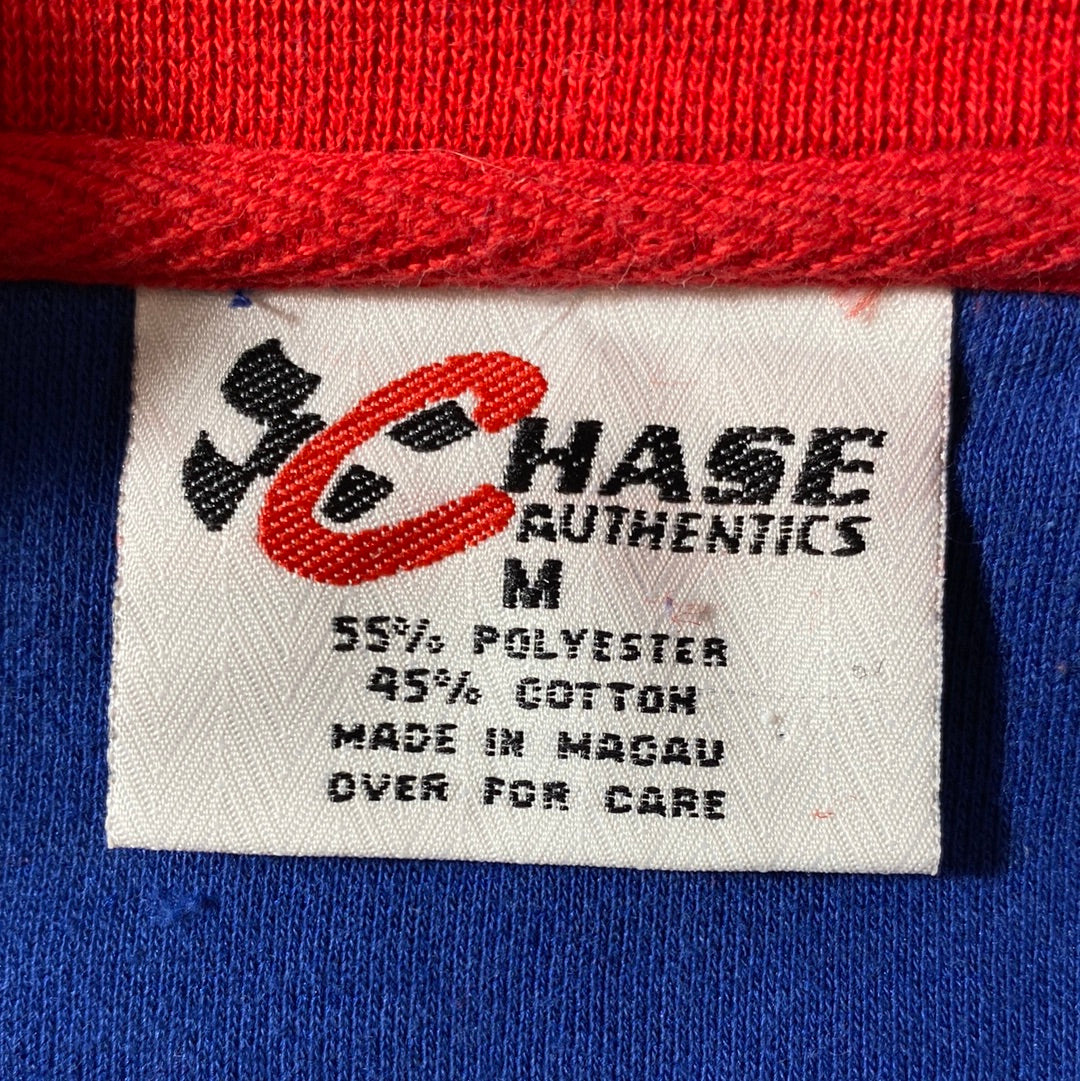 CHASE
AUTHENTICS
M
55% POLYESTER
45% COTTON
MADE IN MACAU
OVER FOR CARE